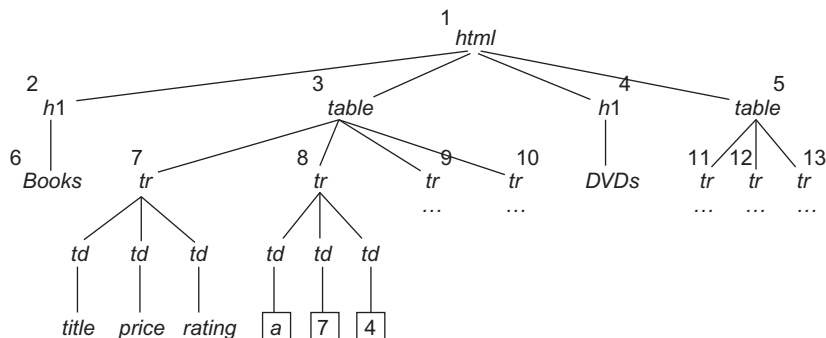 1
html
2 3 4 5
h1 table h1 table
6 7 8 9 10 11 12 13
Books tr tr tr tr DVDs tr tr tr
… … … … …
td td td td td td
title price rating a 7 4